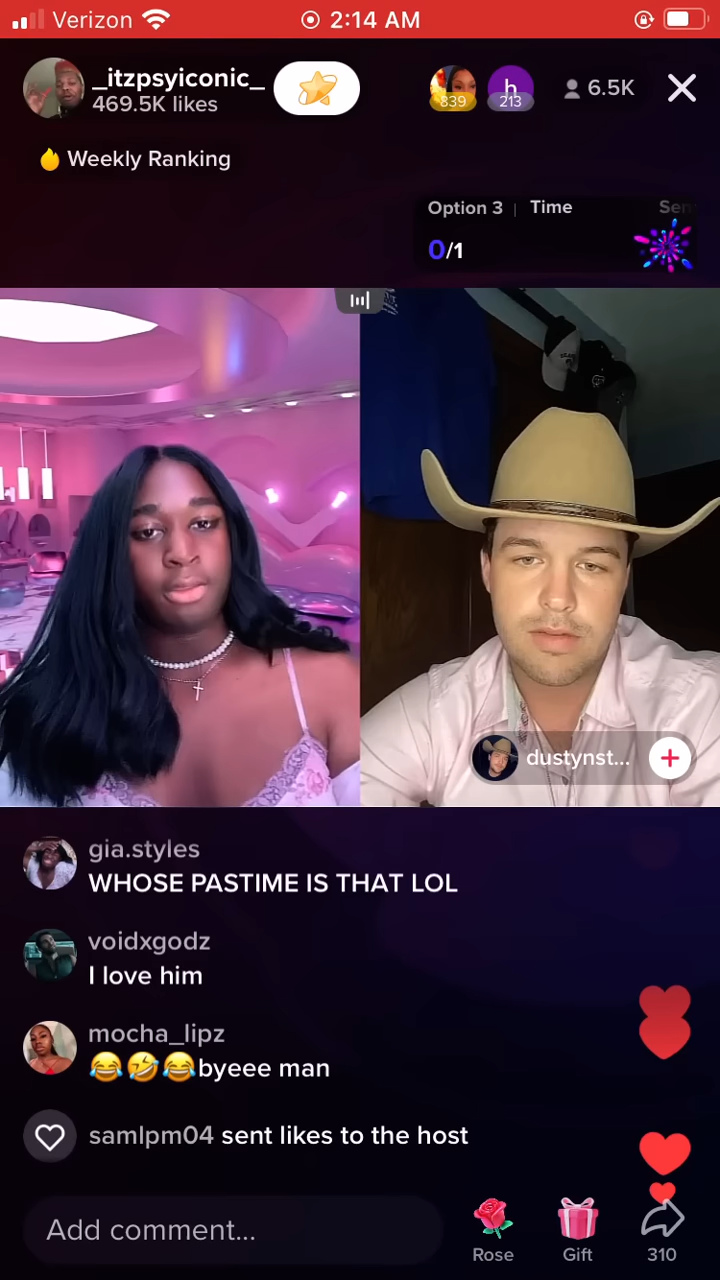 Verizon
2:14 AM
_itzpsyiconic_
469.5K likes
839
h
213
6.5K
Weekly Ranking
Option 3 | Time
0/1
dustynst...
gia.styles
WHOSE PASTIME IS THAT LOL
voidxgodz
I love him
mocha_lipz
😂🤣😂byeee man
samlpm04 sent likes to the host
Add comment...
Rose
Gift
310